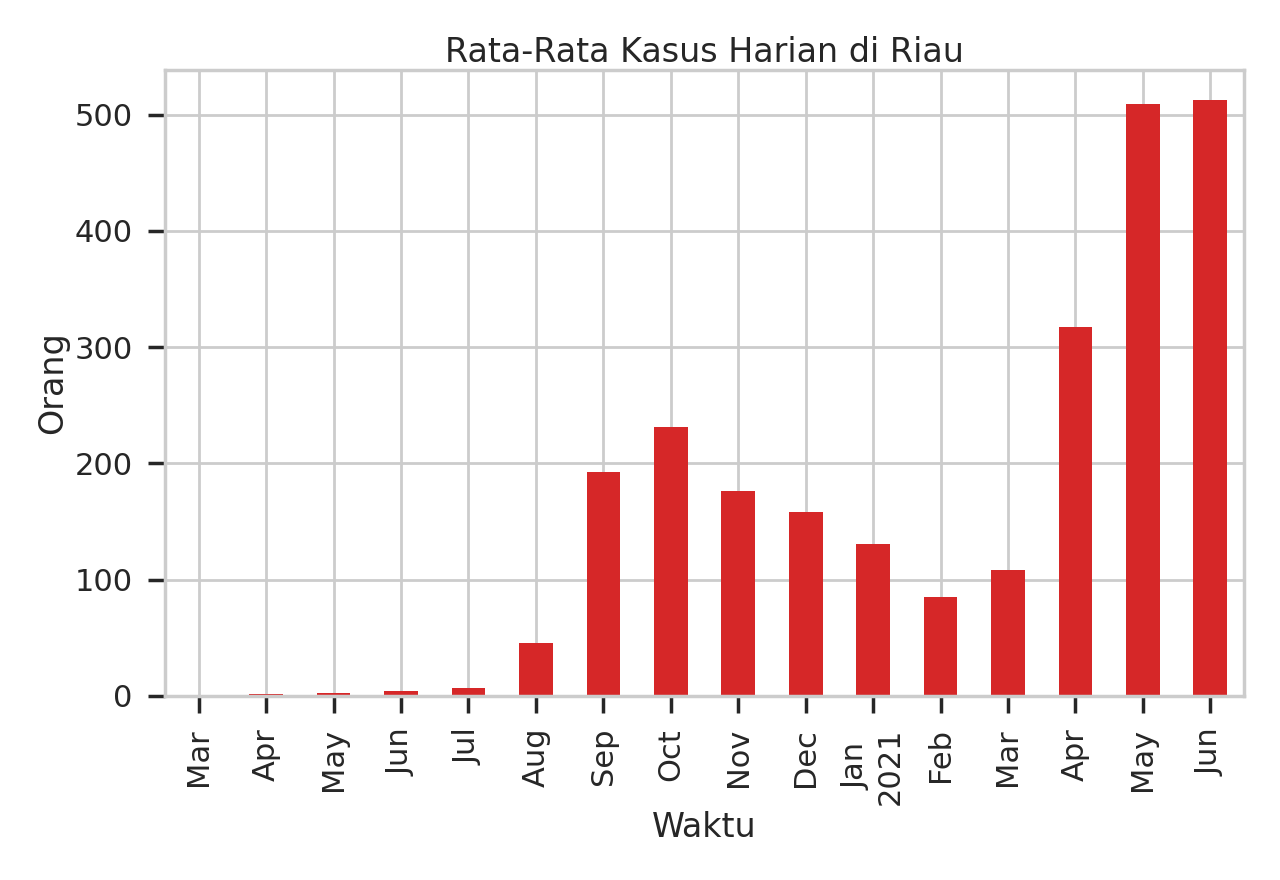 Rata-Rata Kasus Harian di Riau
500
400
300
200
100
0
Orang
Mar
Apr
May
Jun
Jul
Aug
Sep
Oct
Nov
Dec
Jan
2021
Feb
Mar
Apr
May
Jun
Waktu